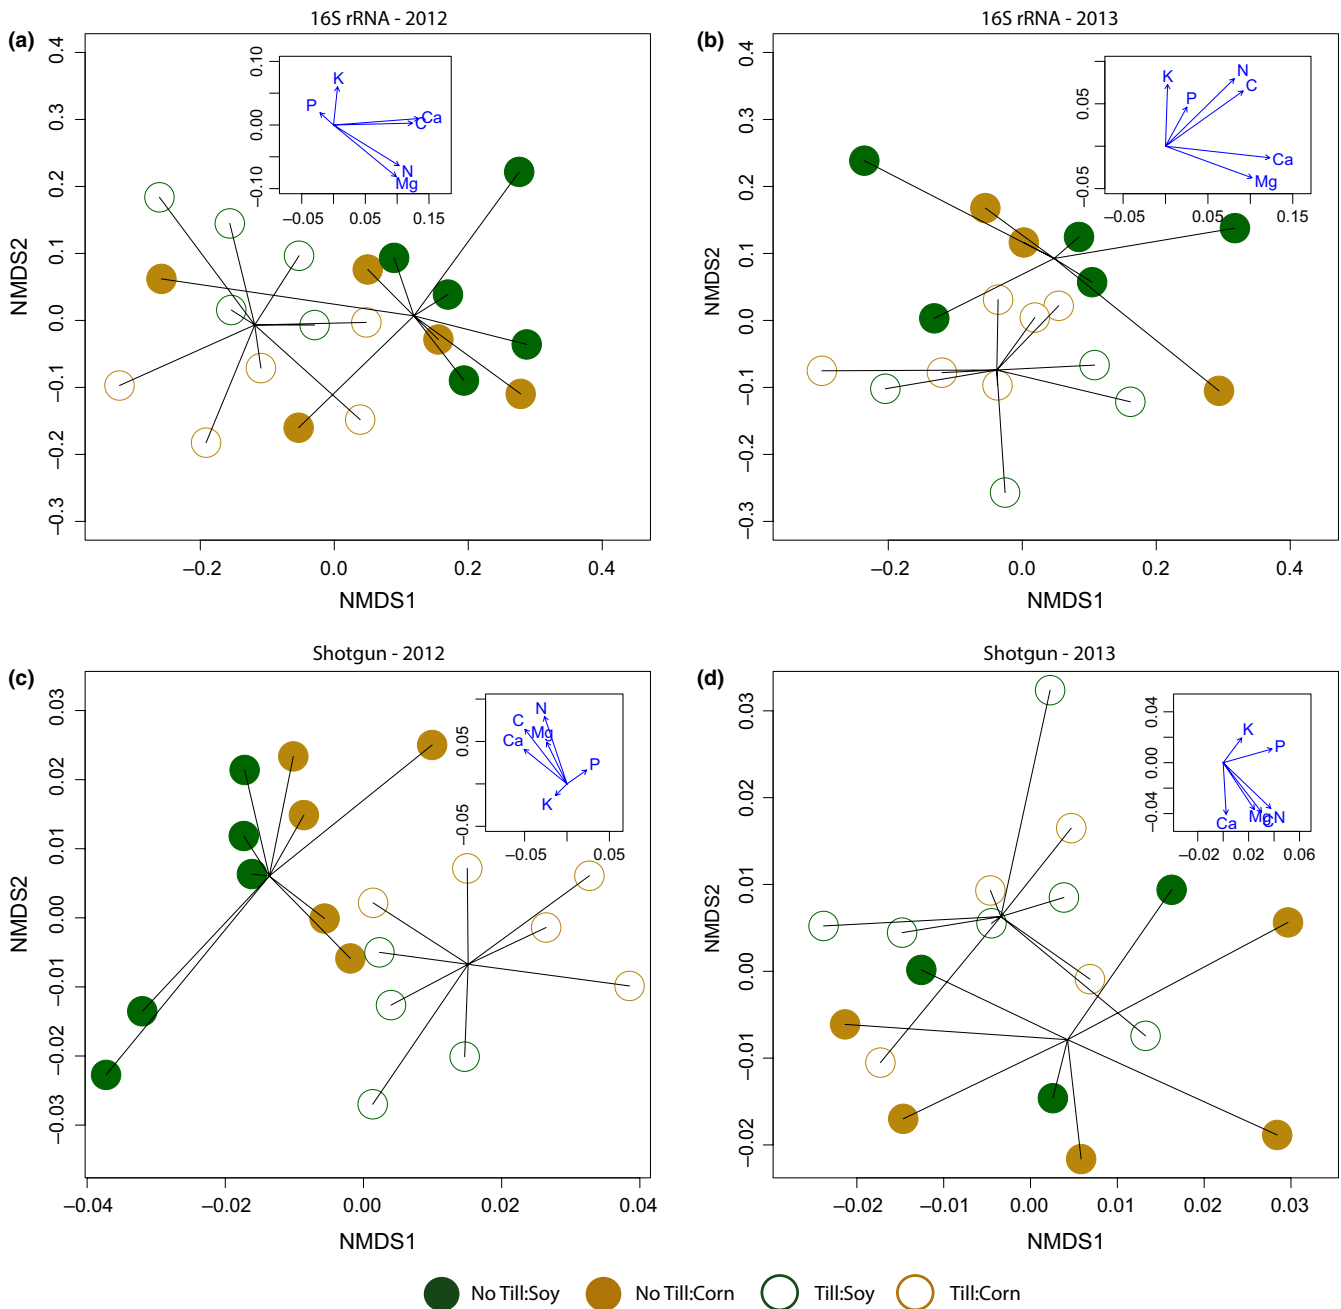 16S rRNA - 2012
(a)
0.4
0.3
0.2
0.1
0.0
−0.1
−0.2
−0.3
NMDS2
−0.2 0.0 0.2 0.4
NMDS1
0.10
0.00
−0.10
−0.05 0.05 0.15
K
P
Ca
C
N
Mg
16S rRNA - 2013
(b)
0.4
0.3
0.2
0.1
0.0
−0.1
−0.2
−0.3
NMDS2
−0.2 0.0 0.2 0.4
NMDS1
0.05
−0.05
−0.05 0.05 0.15
K
N
C
P
Ca
Mg
Shotgun - 2012
(c)
0.03
0.02
0.01
0.00
−0.01
−0.02
−0.03
NMDS2
−0.04 −0.02 0.00 0.02 0.04
NMDS1
0.05
−0.05
−0.05 0.05
N
C
Mg
Ca
P
K
Shotgun - 2013
(d)
0.03
0.02
0.01
0.00
−0.01
−0.02
NMDS2
−0.02 −0.01 0.00 0.01 0.02 0.03
NMDS1
0.04
0.00
−0.04
−0.02 0.02 0.06
K
P
Ca
Mg
C
N
No Till:Soy No Till:Corn Till:Soy Till:Corn